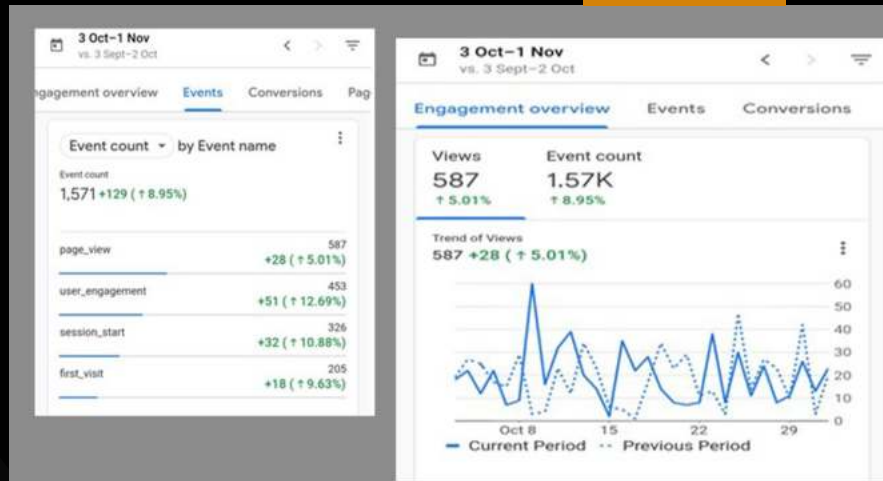 3 Oct–1 Nov
vs. 3 Sept–2 Oct
ngagement overview Events Conversions Pag
Event count by Event name
Event count
1,571 +129 (↑ 8.95%)
page_view 587
+28 (↑ 5.01%)
user_engagement 453
+51 (↑ 12.69%)
session_start 326
+32 (↑ 10.88%)
first_visit 205
+18 (↑ 9.63%)
3 Oct–1 Nov
vs. 3 Sept–2 Oct
Engagement overview Events Conversions
Views Event count
587 1.57K
↑ 5.01% ↑ 8.95%
Trend of Views
587 +28 (↑ 5.01%)
60
50
40
30
20
10
0
Oct 8 15 22 29
Current Period Previous Period